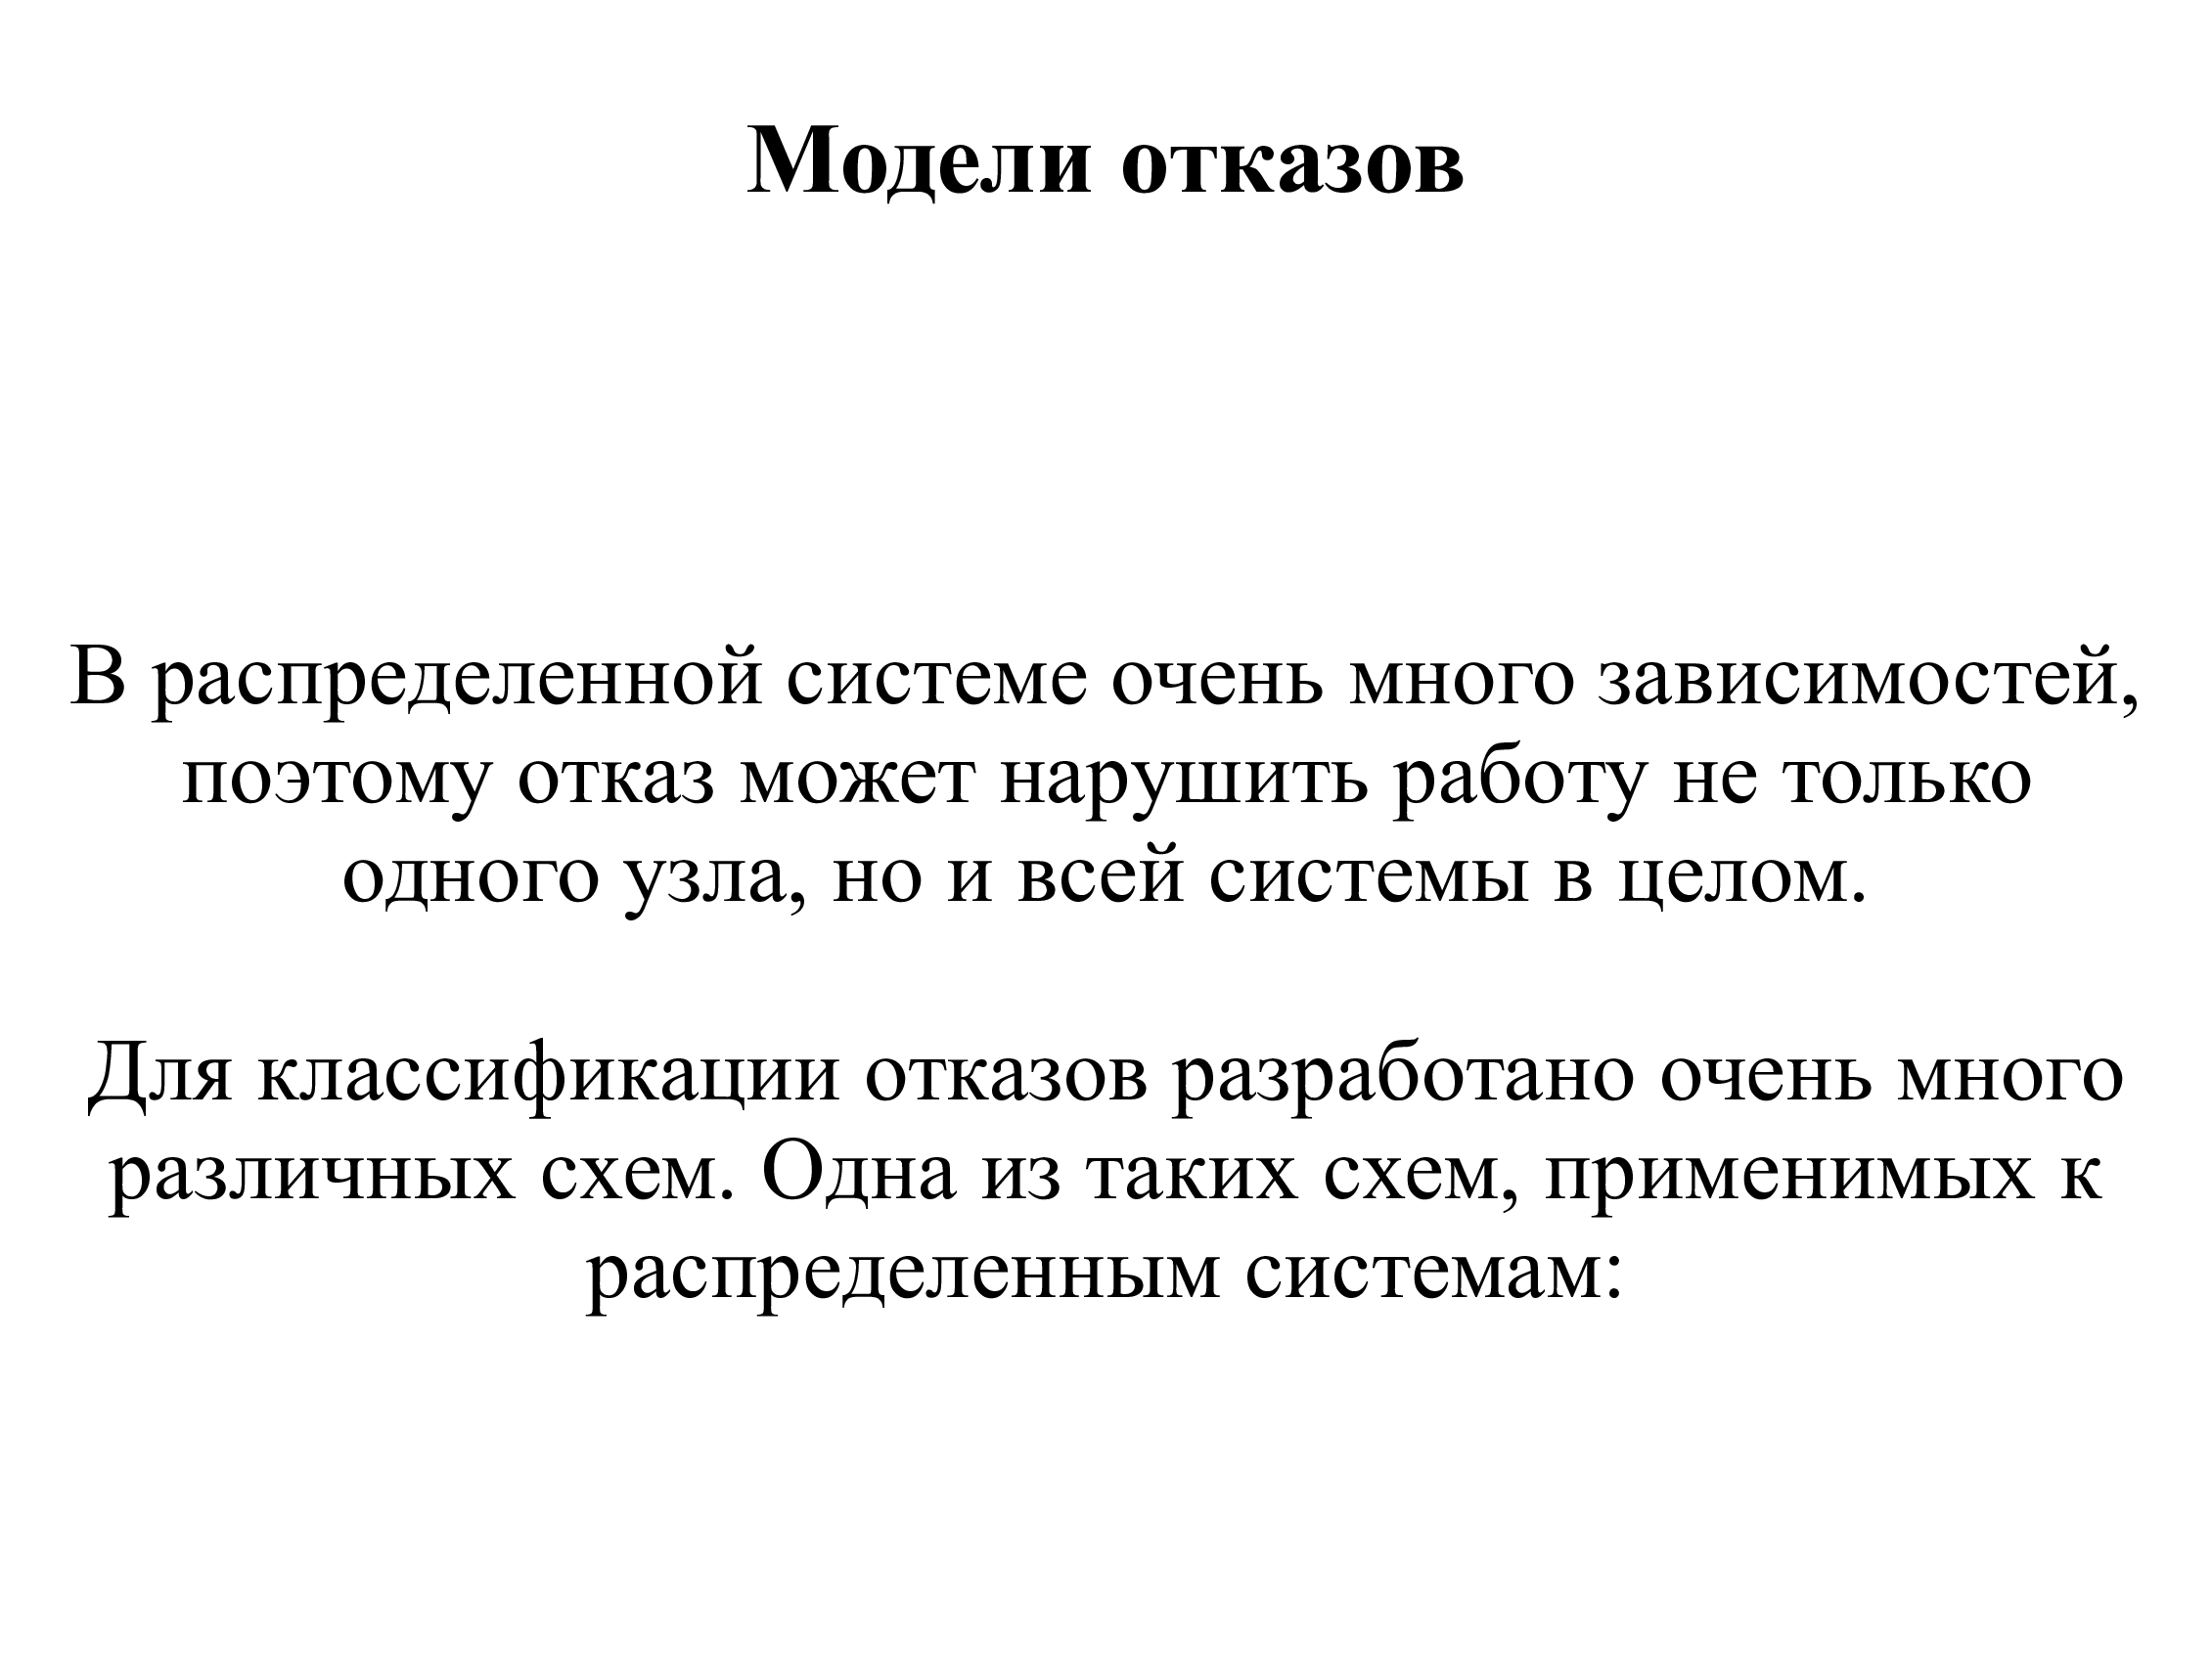 Модели отказов
В распределенной системе очень много зависимостей,
поэтому отказ может нарушить работу не только
одного узла, но и всей системы в целом.
Для классификации отказов разработано очень много
различных схем. Одна из таких схем, применимых к
распределенным системам: